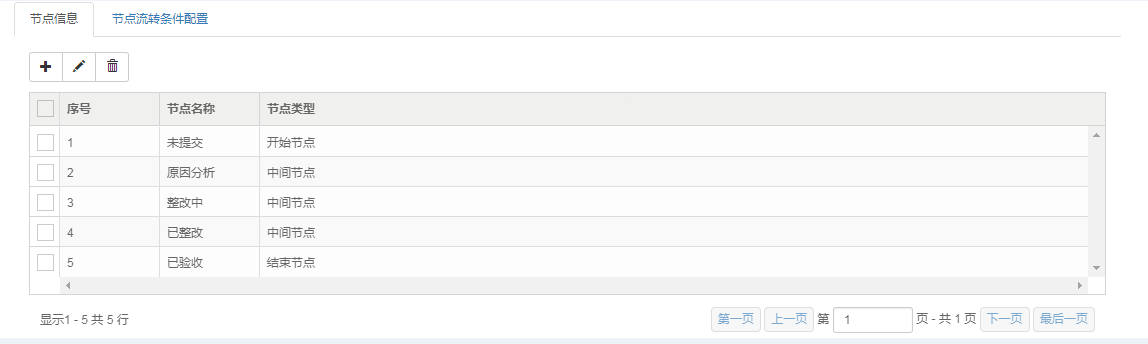 节点信息 节点流转条件配置
序号 节点名称 节点类型
1 未提交 开始节点
2 原因分析 中间节点
3 整改中 中间节点
4 已整改 中间节点
5 已验收 结束节点
显示1 - 5 共 5 行 第一页 上一页 第 1 页 - 共 1 页 下一页 最后一页